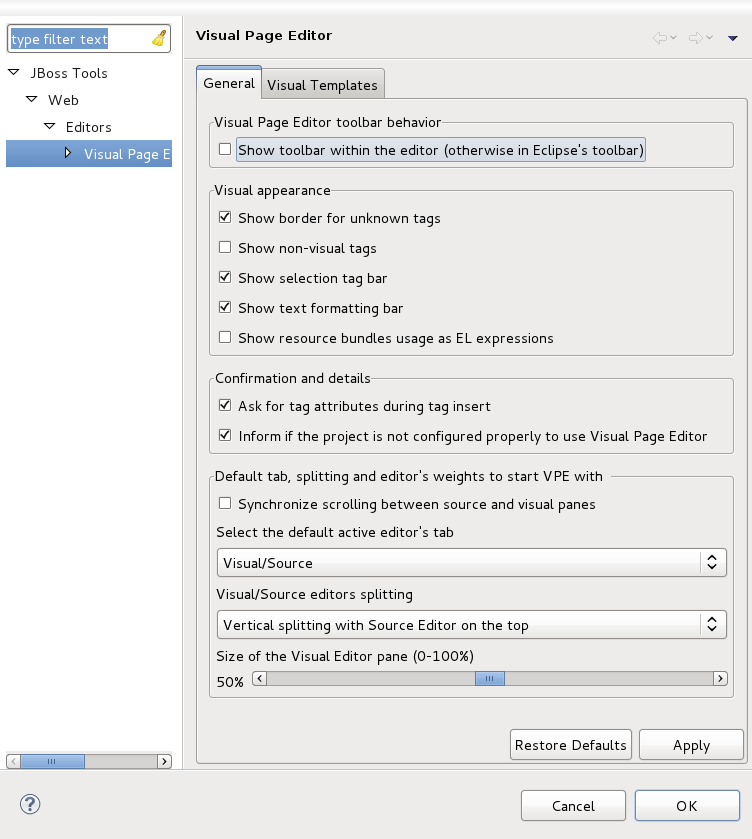 type filter text
Visual Page Editor
JBoss Tools
Web
Editors
Visual Page E
General
Visual Templates
Visual Page Editor toolbar behavior
Show toolbar within the editor (otherwise in Eclipse's toolbar)
Visual appearance
Show border for unknown tags
Show non-visual tags
Show selection tag bar
Show text formatting bar
Show resource bundles usage as EL expressions
Confirmation and details
Ask for tag attributes during tag insert
Inform if the project is not configured properly to use Visual Page Editor
Default tab, splitting and editor's weights to start VPE with
Synchronize scrolling between source and visual panes
Select the default active editor's tab
Visual/Source
Visual/Source editors splitting
Vertical splitting with Source Editor on the top
Size of the Visual Editor pane (0-100%)
50%
Restore Defaults
Apply
?
Cancel
OK